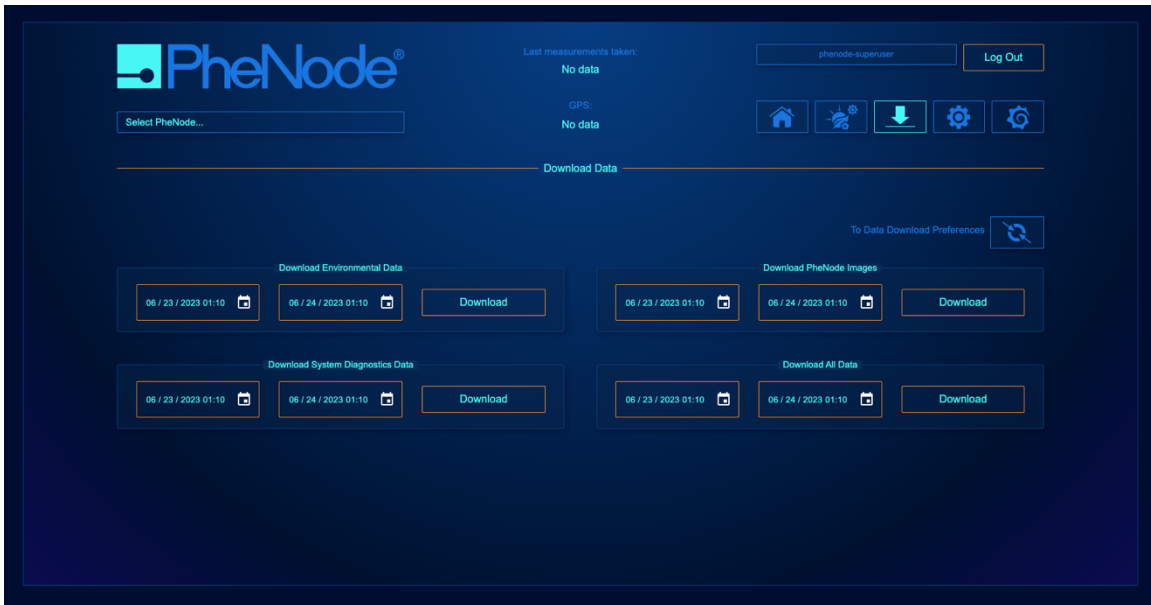 PheNode®
Last measurements taken:
No data
phenode-superuser
Log Out
Select PheNode...
GPS:
No data
Download Data
To Data Download Preferences
Download Environmental Data
06 / 23 / 2023 01:10
06 / 24 / 2023 01:10
Download
Download PheNode Images
06 / 23 / 2023 01:10
06 / 24 / 2023 01:10
Download
Download System Diagnostics Data
06 / 23 / 2023 01:10
06 / 24 / 2023 01:10
Download
Download All Data
06 / 23 / 2023 01:10
06 / 24 / 2023 01:10
Download